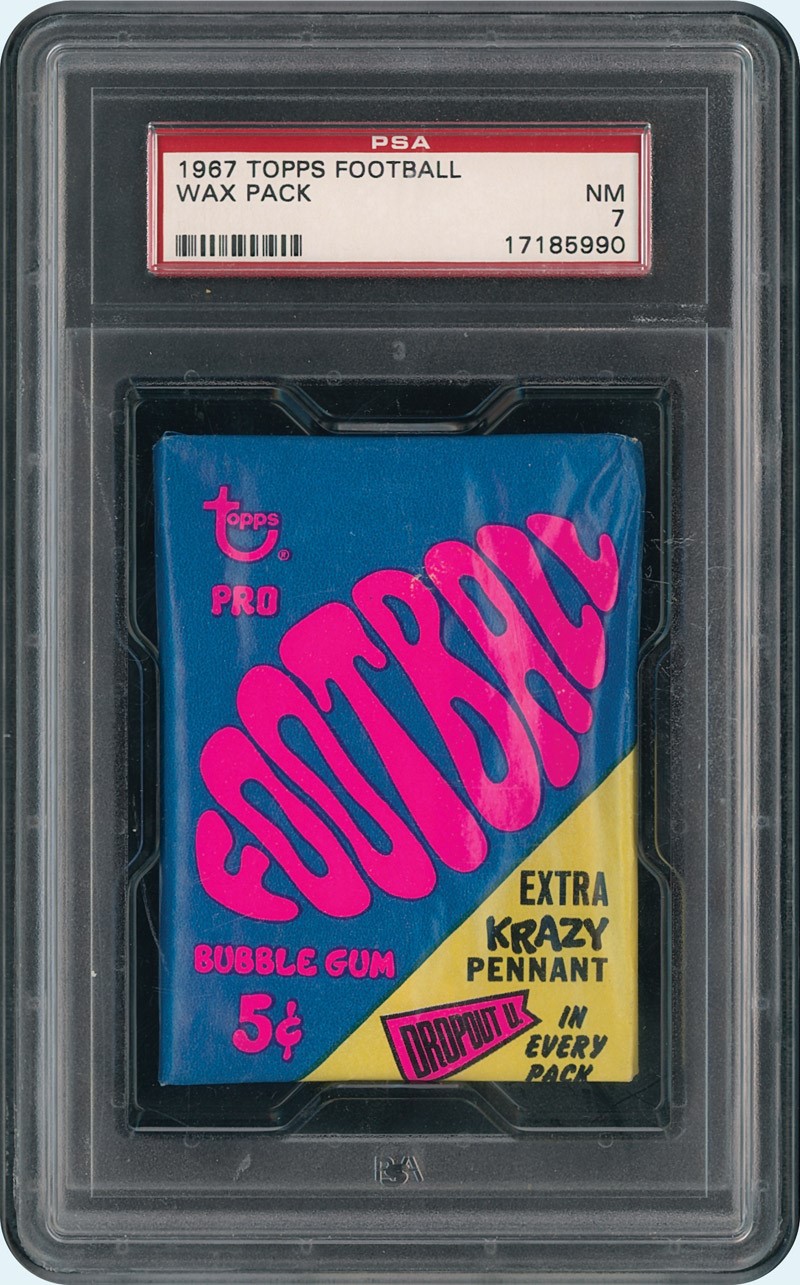 PSA
1967 TOPPS FOOTBALL
WAX PACK NM
7
17185990
3
topps
®
PRO
FOOTBALL
BUBBLE GUM
5¢
EXTRA
KRAZY
PENNANT
DROPOUT U.
IN
EVERY
PACK
PSA